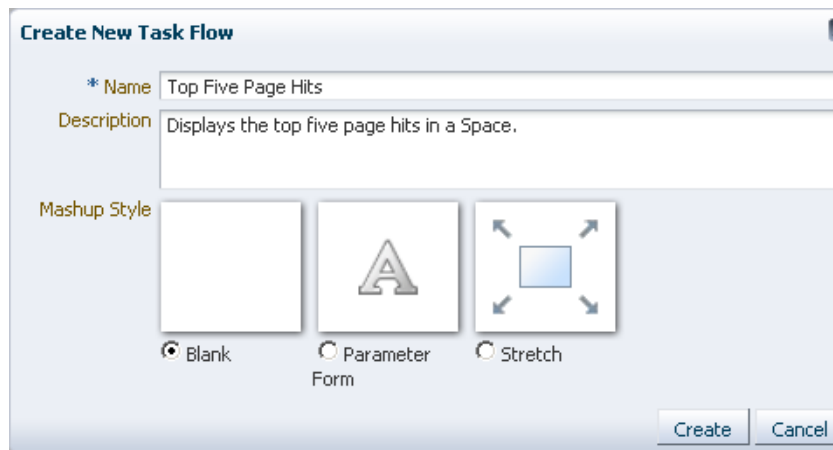 Create New Task Flow
* Name Top Five Page Hits
Description Displays the top five page hits in a Space.
Mashup Style
A
Blank Parameter Stretch
Form
Create Cancel